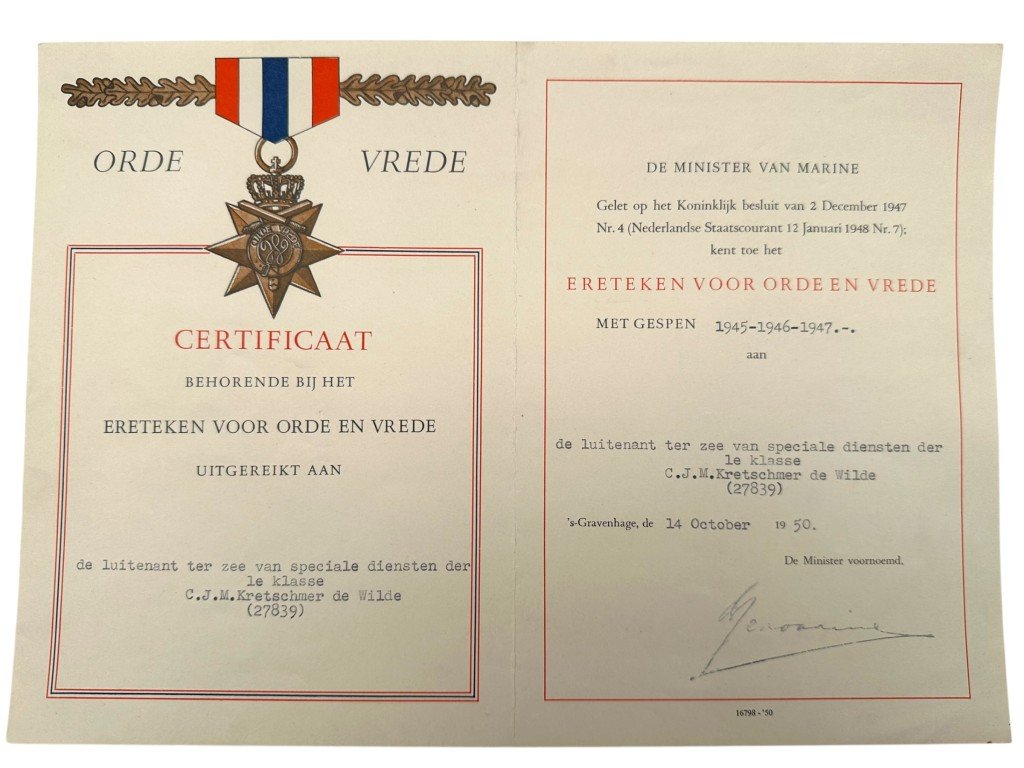 ORDE VREDE
ORDE VREDE
CERTIFICAAT
BEHORENDE BIJ HET
ERETEKEN VOOR ORDE EN VREDE
UITGEREIKT AAN
de luitenant ter zee van speciale diensten der
1e klasse
C.J.M.Kretschmer de Wilde
(27839)
DE MINISTER VAN MARINE
Gelet op het Koninklijk besluit van 2 December 1947
Nr. 4 (Nederlandse Staatscourant 12 Januari 1948 Nr. 7);
kent toe het
ERETEKEN VOOR ORDE EN VREDE
MET GESPEN 1945-1946-1947.-.
aan
de luitenant ter zee van speciale diensten der
1e klasse
C.J.M.Kretschmer de Wilde
(27839)
's-Gravenhage, de 14 October 19 50.
De Minister voornoemd,
16798 - '50